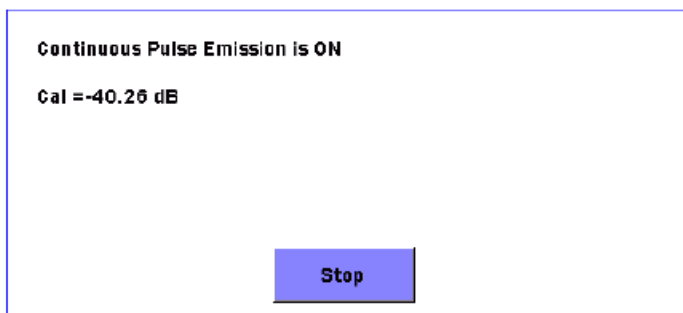 Continuous Pulse Emission is ON
Cal =-40.26 dB
Stop